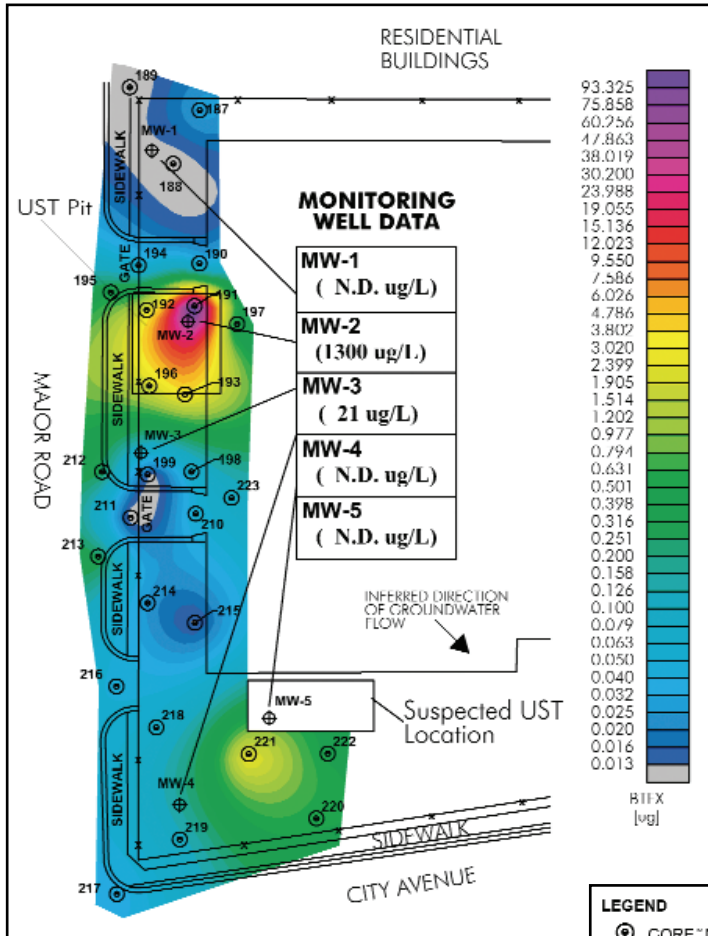 RESIDENTIAL
BUILDINGS
189
187
MW-1
188
SIDEWALK
UST Pit
MONITORING
WELL DATA
MW-1
( N.D. ug/L)
MW-2
(1300 ug/L)
MW-3
( 21 ug/L)
MW-4
( N.D. ug/L)
MW-5
( N.D. ug/L)
194
190
GATE
195
192
191
197
MW-2
196
193
SIDEWALK
MAJOR ROAD
MW-3
212
199
198
223
211
GATE
210
213
214
215
SIDEWALK
INFERRED DIRECTION
OF GROUNDWATER
FLOW
216
MW-5
Suspected UST
Location
218
221
222
MW-4
SIDEWALK
219
220
SIDEWALK
217
CITY AVENUE
93.325
75.858
60.256
47.863
38.019
30.200
23.988
19.055
15.136
12.023
9.550
7.586
6.026
4.786
3.802
3.020
2.399
1.905
1.514
1.202
0.977
0.794
0.631
0.501
0.398
0.316
0.251
0.200
0.158
0.126
0.100
0.079
0.063
0.050
0.040
0.032
0.025
0.020
0.016
0.013
BTEX
[ug]
LEGEND